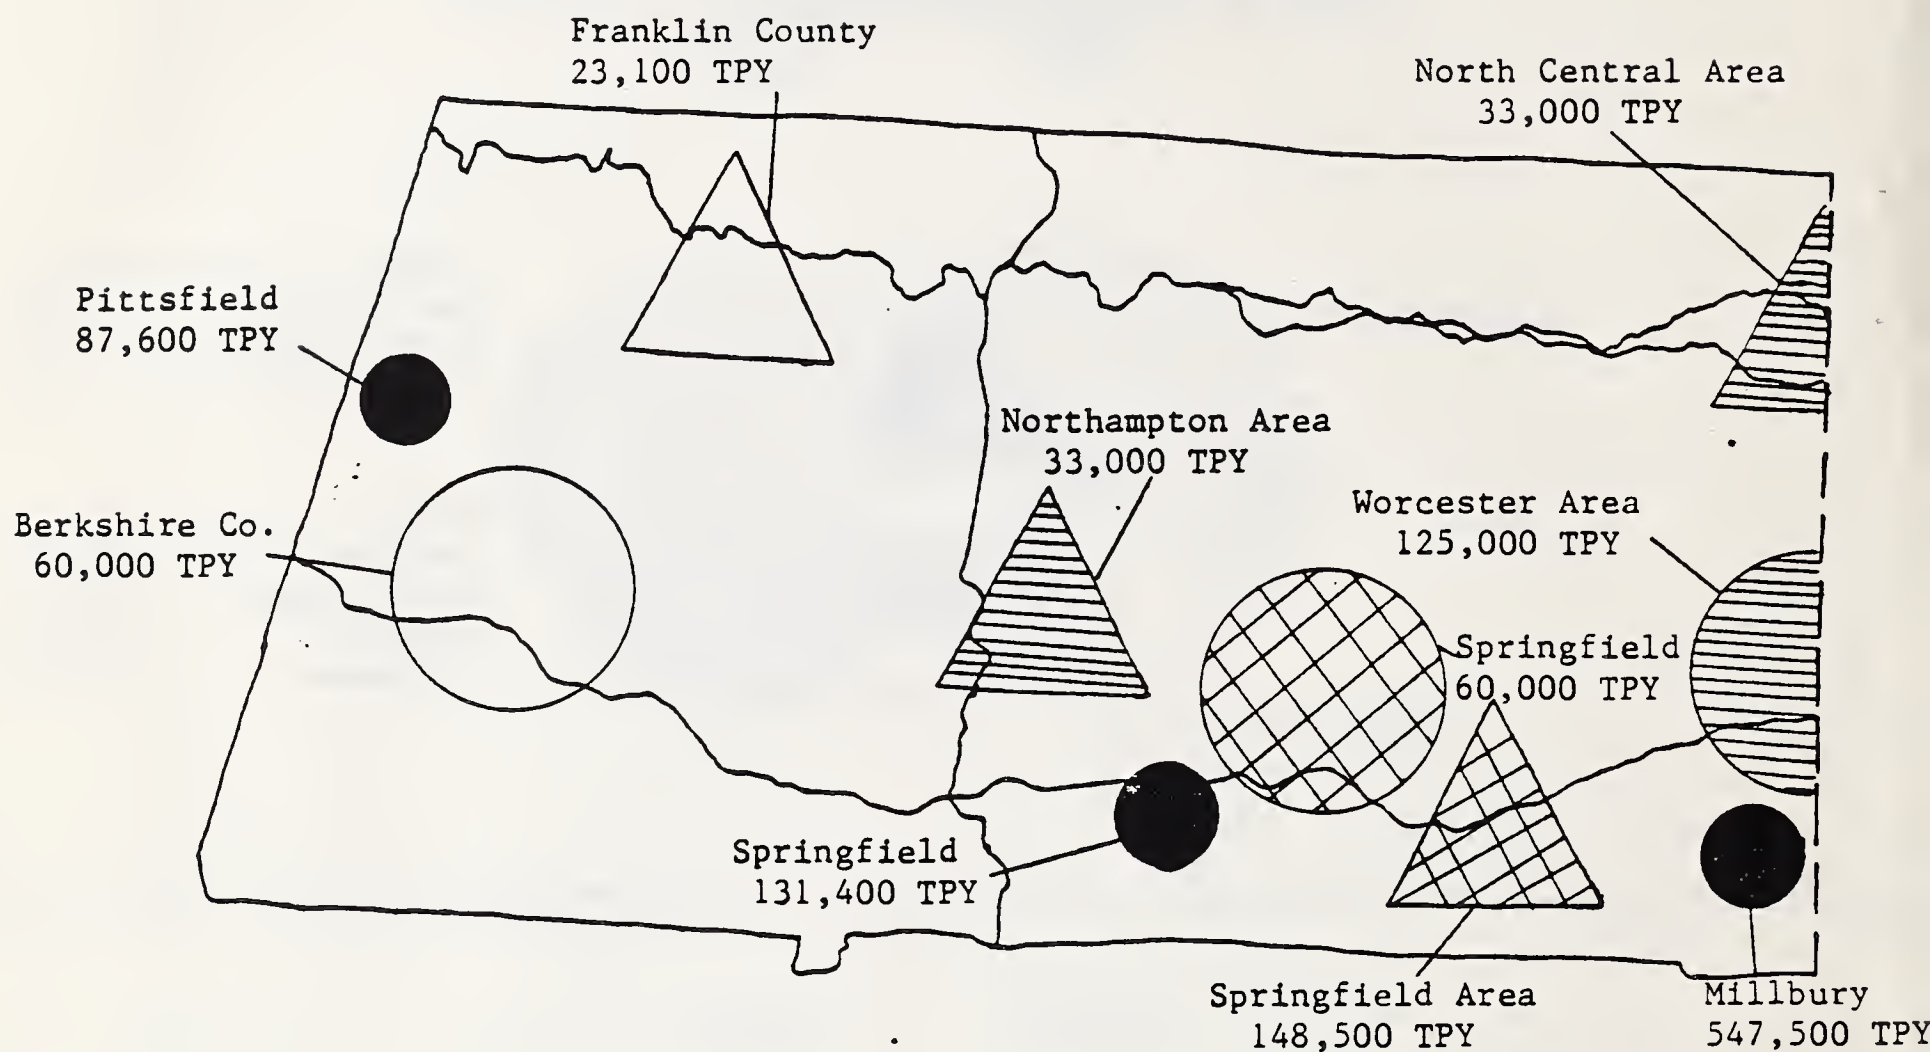 Franklin County
23,100 TPY
North Central Area
33,000 TPY
Pittsfield
87,600 TPY
Northampton Area
33,000 TPY
Worcester Area
125,000 TPY
Berkshire Co.
60,000 TPY
Springfield
60,000 TPY
Springfield
131,400 TPY
Springfield Area
148,500 TPY
Millbury
547,500 TPY